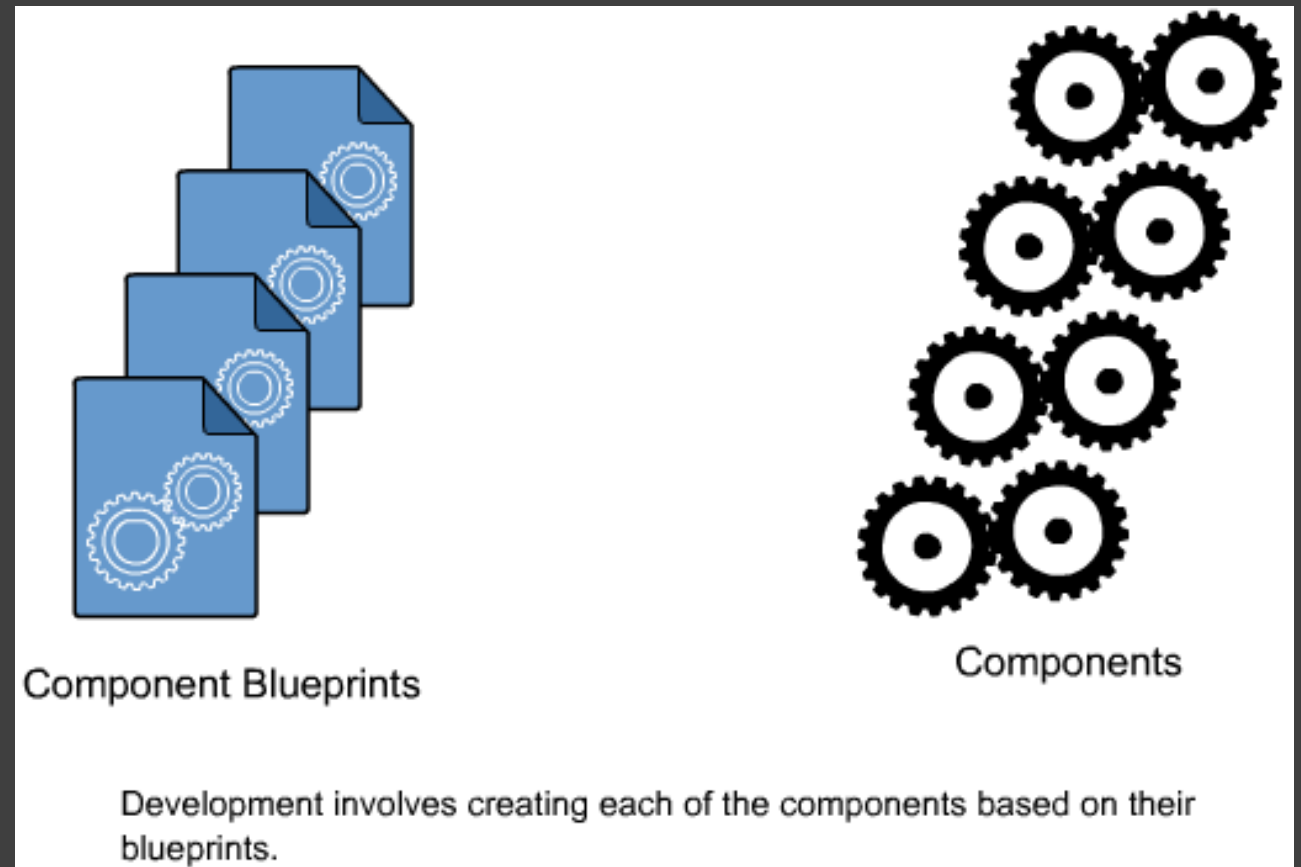 Component Blueprints
Components
Development involves creating each of the components based on their
blueprints.